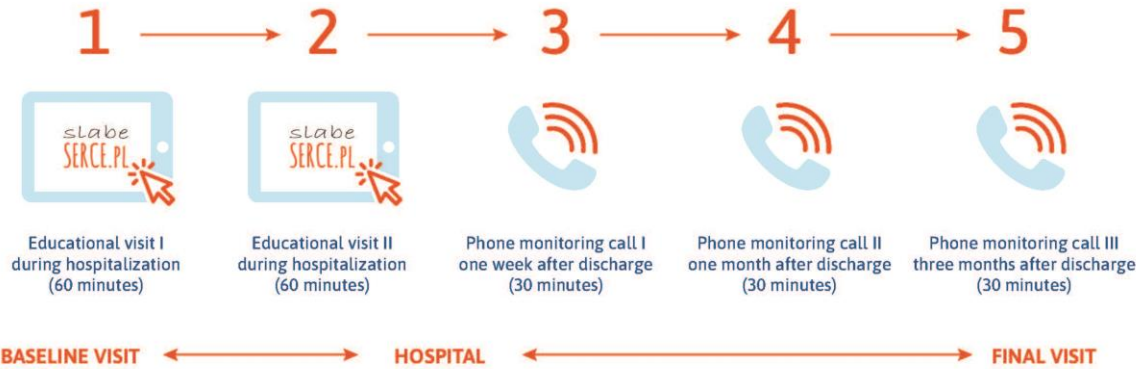 1
2
3
4
5
slabe
SERCE.PL
slabe
SERCE.PL
Educational visit I
during hospitalization
(60 minutes)
Educational visit II
during hospitalization
(60 minutes)
Phone monitoring call I
one week after discharge
(30 minutes)
Phone monitoring call II
one month after discharge
(30 minutes)
Phone monitoring call III
three months after discharge
(30 minutes)
BASELINE VISIT
HOSPITAL
FINAL VISIT